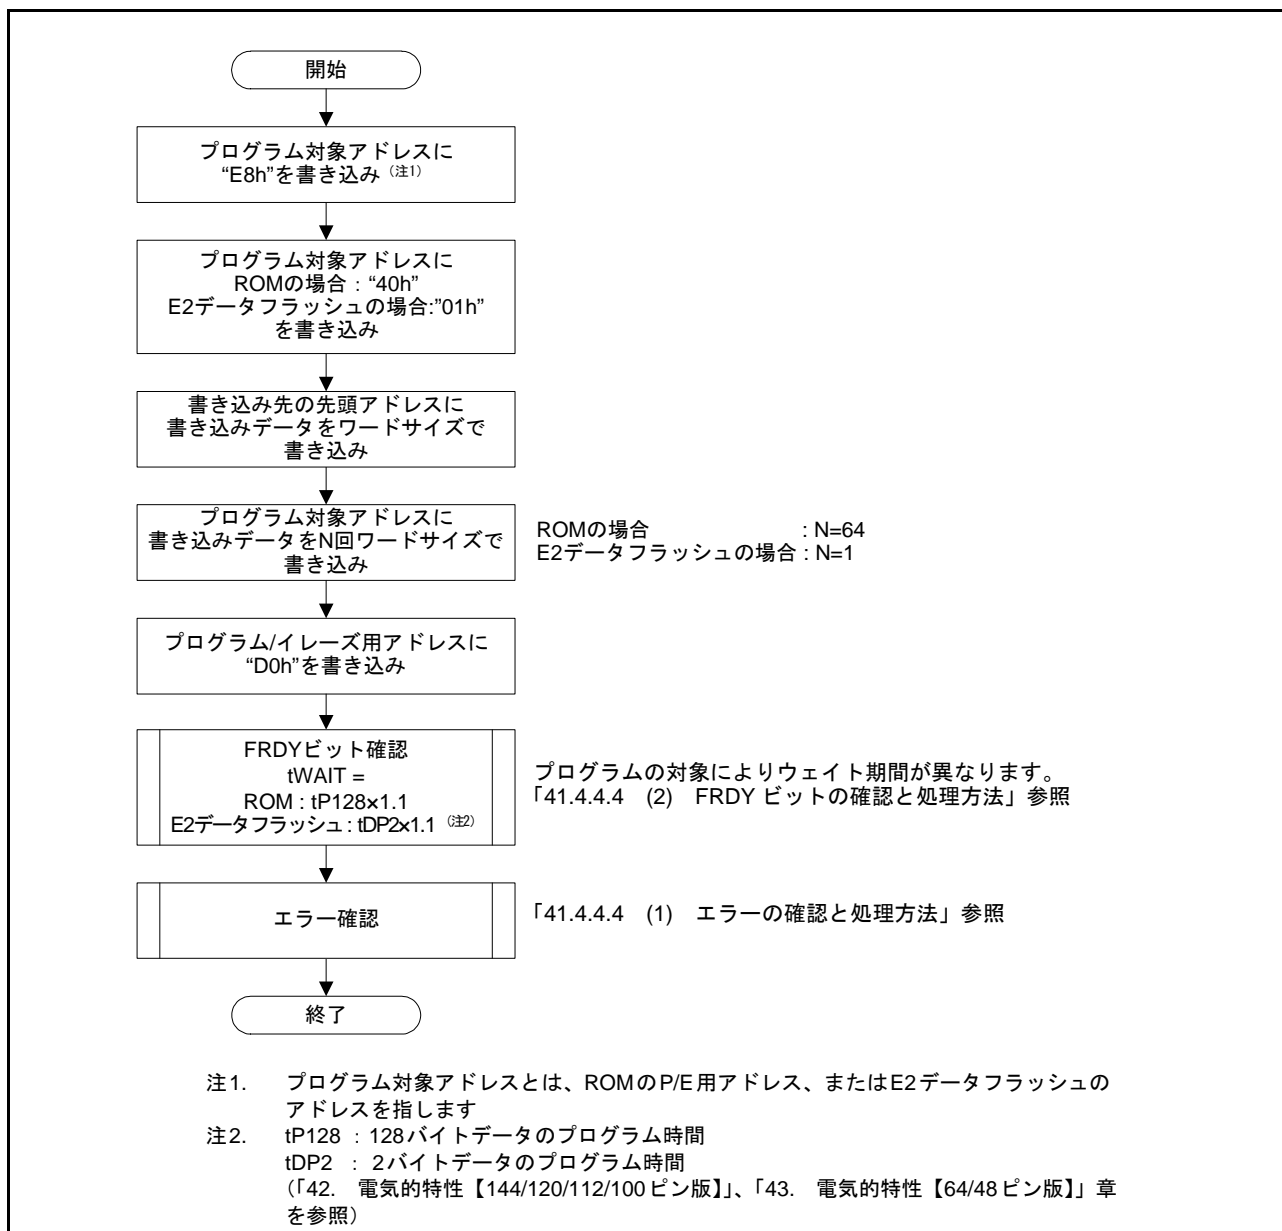 開始
プログラム対象アドレスに
“E8h”を書き込み（注1）
プログラム対象アドレスに
ROMの場合：“40h”
E2データフラッシュの場合:”01h”
を書き込み
書き込み先の先頭アドレスに
書き込みデータをワードサイズで
書き込み
プログラム対象アドレスに
書き込みデータをN回ワードサイズで
書き込み
ROMの場合 : N=64
E2データフラッシュの場合 : N=1
プログラム/イレーズ用アドレスに
“D0h”を書き込み
FRDYビット確認
tWAIT =
ROM : tP128×1.1
E2データフラッシュ : tDP2×1.1（注2）
プログラムの対象によりウェイト期間が異なります。
「41.4.4.4 (2) FRDY ビットの確認と処理方法」参照
エラー確認
「41.4.4.4 (1) エラーの確認と処理方法」参照
終了
注1. プログラム対象アドレスとは、ROMのP/E用アドレス、またはE2データフラッシュの
アドレスを指します
注2. tP128 ：128バイトデータのプログラム時間
tDP2 ：2バイトデータのプログラム時間
（「42. 電気的特性【144/120/112/100ピン版】」、「43. 電気的特性【64/48ピン版】」章
を参照）